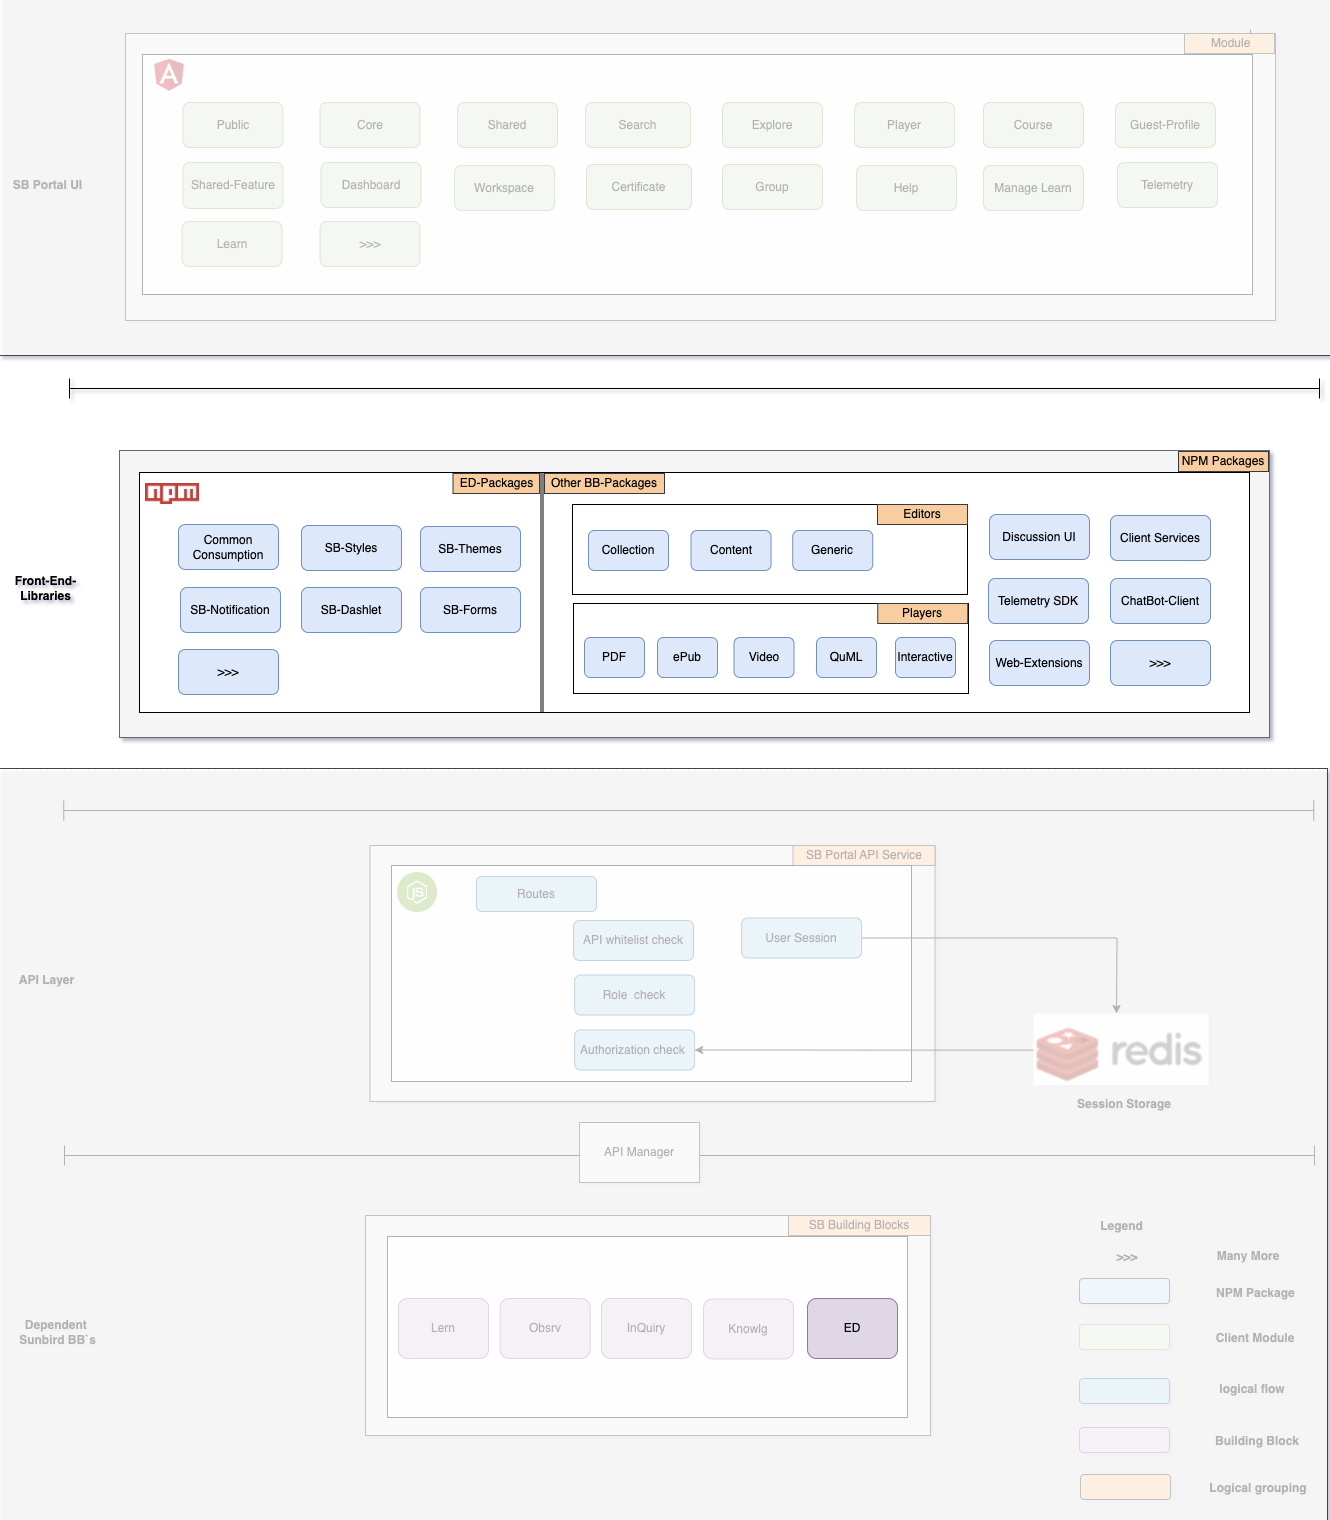 Module
Public
Core
Shared
Search
Explore
Player
Course
Guest-Profile
SB Portal UI
Shared-Feature
Dashboard
Workspace
Certificate
Group
Help
Manage Learn
Telemetry
Learn
>>>
NPM Packages
npm
ED-Packages
Other BB-Packages
Editors
Common
Consumption
SB-Styles
SB-Themes
Collection
Content
Generic
Discussion UI
Client Services
Front-End-
Libraries
SB-Notification
SB-Dashlet
SB-Forms
Players
Telemetry SDK
ChatBot-Client
>>>
PDF
ePub
Video
QuML
Interactive
Web-Extensions
>>>
SB Portal API Service
JS
Routes
API whitelist check
User Session
API Layer
Role  check
Authorization check
redis
Session Storage
API Manager
SB Building Blocks
Dependent
Sunbird BB`s
Lern
Obsrv
InQuiry
Knowlg
ED
Legend
>>>
Many More
NPM Package
Client Module
logical flow
Building Block
Logical grouping